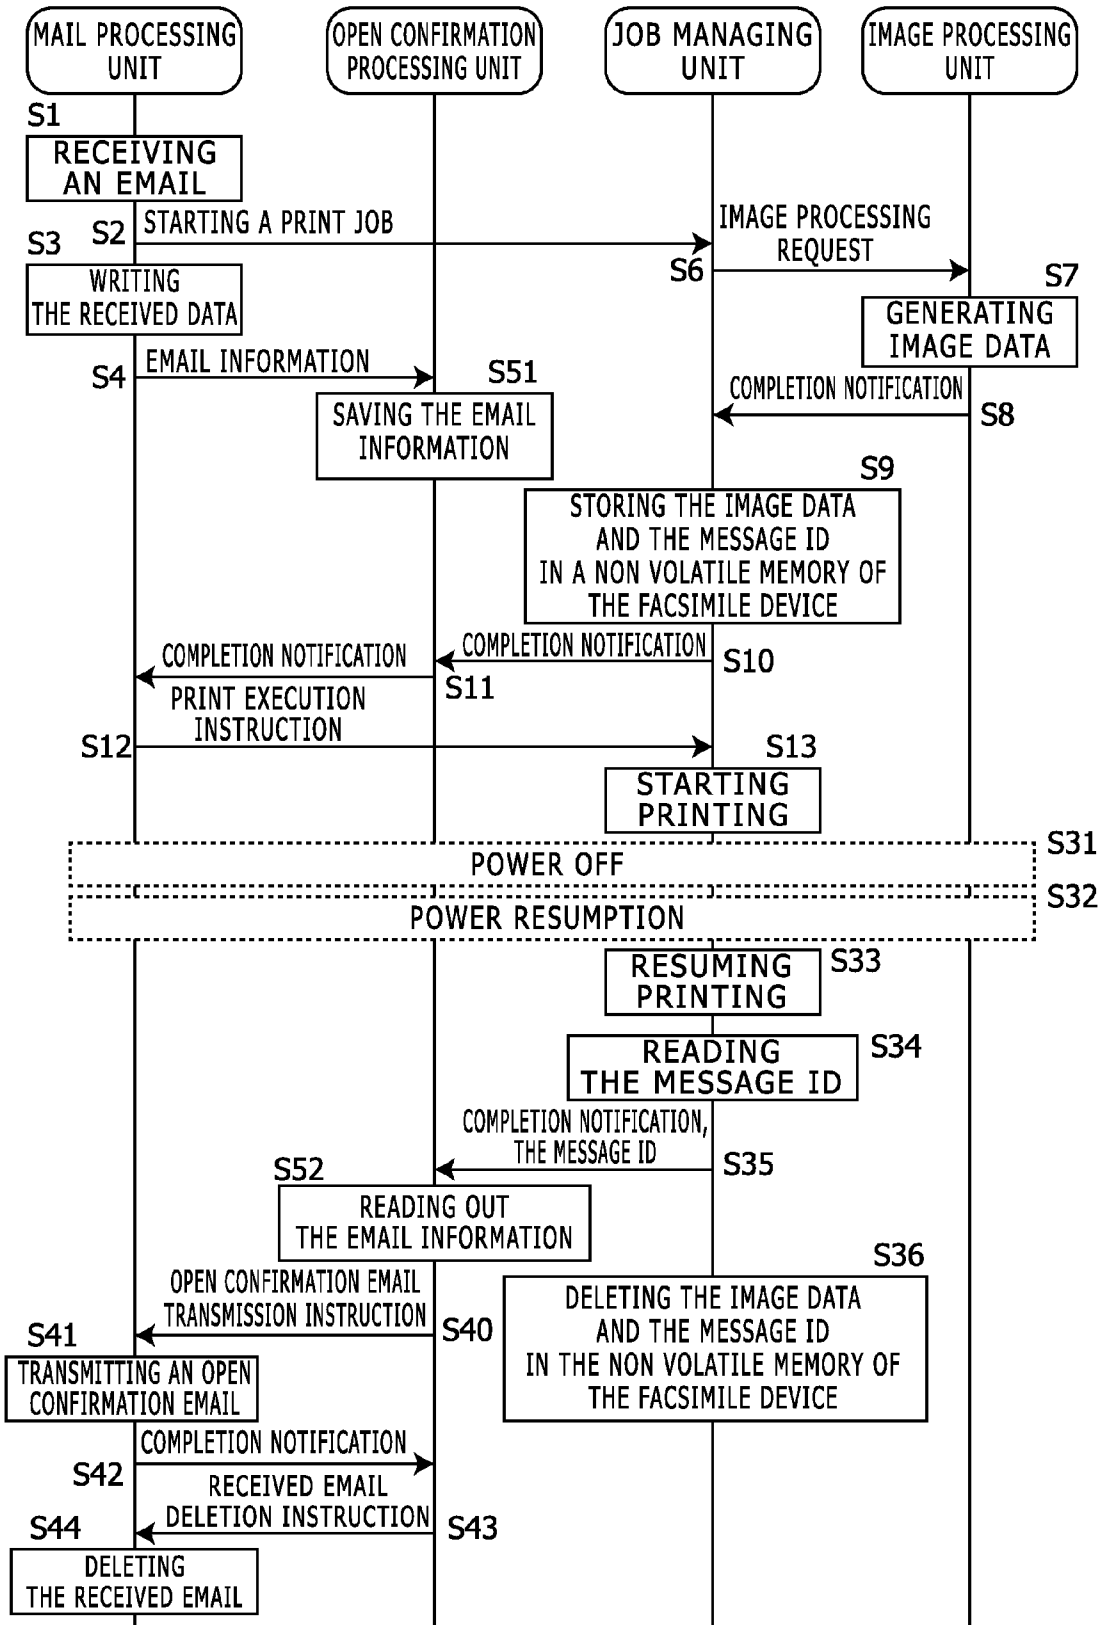 MAIL PROCESSING
UNIT
OPEN CONFIRMATION
PROCESSING UNIT
JOB MANAGING
UNIT
IMAGE PROCESSING
UNIT
S1
RECEIVING
AN EMAIL
S2
STARTING A PRINT JOB
IMAGE PROCESSING
REQUEST
S3
S6
S7
WRITING
THE RECEIVED DATA
GENERATING
IMAGE DATA
S4
EMAIL INFORMATION
S51
COMPLETION NOTIFICATION
S8
SAVING THE EMAIL
INFORMATION
S9
STORING THE IMAGE DATA
AND THE MESSAGE ID
IN A NON VOLATILE MEMORY OF
THE FACSIMILE DEVICE
COMPLETION NOTIFICATION
S10
COMPLETION NOTIFICATION
S11
PRINT EXECUTION
INSTRUCTION
S12
S13
STARTING
PRINTING
S31
POWER OFF
S32
POWER RESUMPTION
RESUMING
PRINTING
S33
READING
THE MESSAGE ID
S34
COMPLETION NOTIFICATION,
THE MESSAGE ID
S35
S52
READING OUT
THE EMAIL INFORMATION
S36
DELETING THE IMAGE DATA
AND THE MESSAGE ID
IN THE NON VOLATILE MEMORY OF
THE FACSIMILE DEVICE
OPEN CONFIRMATION EMAIL
TRANSMISSION INSTRUCTION
S40
S41
TRANSMITTING AN OPEN
CONFIRMATION EMAIL
COMPLETION NOTIFICATION
S42
RECEIVED EMAIL
DELETION INSTRUCTION
S43
S44
DELETING
THE RECEIVED EMAIL